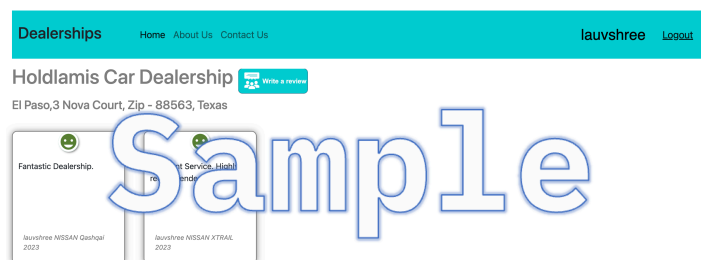 Dealerships Home About Us Contact Us lauvshree Logout
Holdlamis Car Dealership Write a review
El Paso,3 Nova Court, Zip - 88563, Texas
Sample
Fantastic Dealership.
Service. Highl
lauvshree NISSAN Qashqai
2023
lauvshree NISSAN XTRAIL
2023